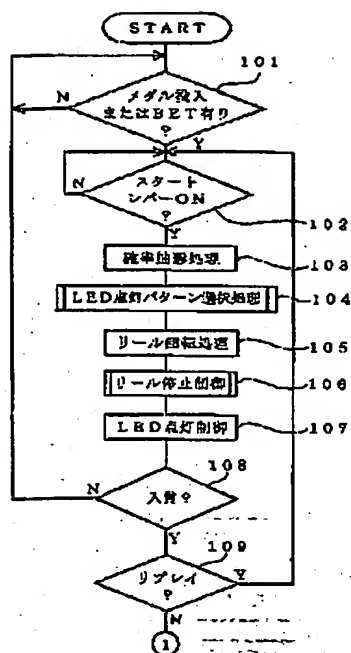 START
101
N
メダル投入
またはBET有り
?
Y
N
スタート
レバーON
?
Y
102
確率抽選処理
103
LED点灯パターン選択処理
104
リール回転処理
105
リール停止制御
106
LED点灯制御
107
108
N
入賞?
Y
109
リプレイ
?
Y
N
1